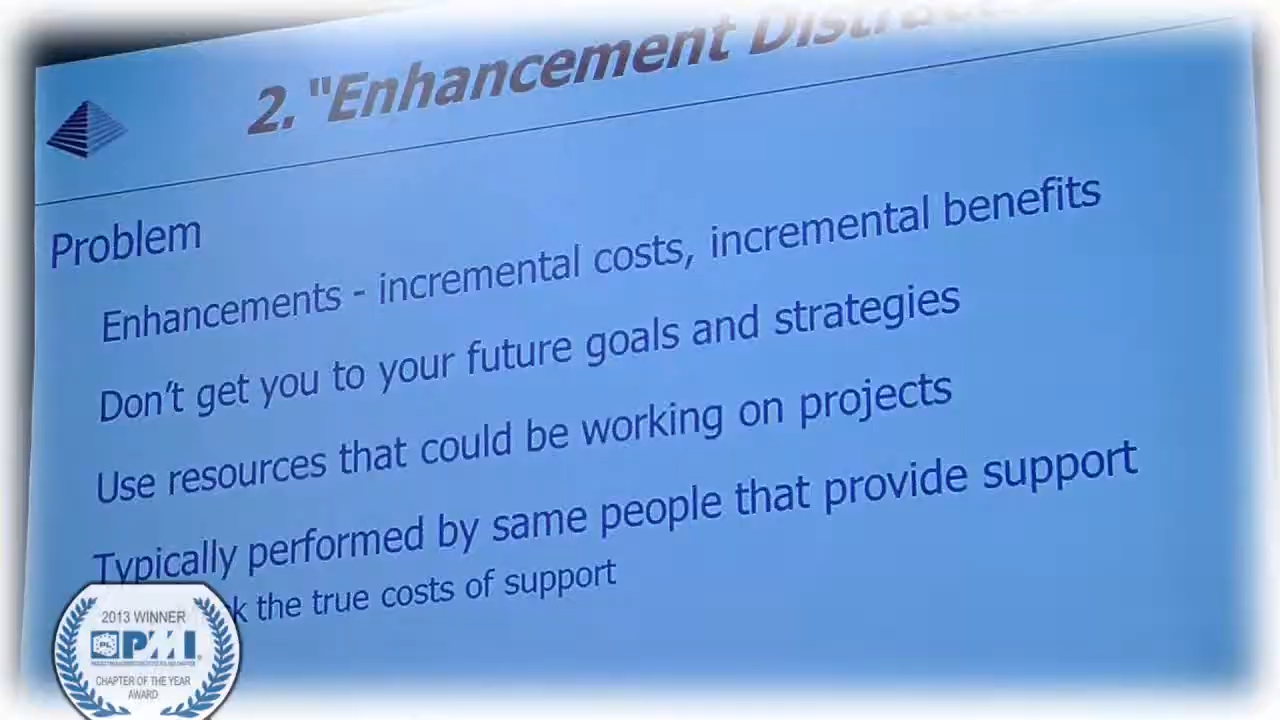 2. "Enhancement
Problem
Enhancements - incremental costs, incremental benefits
Don't get you to your future goals and strategies
Use resources that could be working on projects
Typically performed by same people that provide support
the true costs of support
2013 WINNER
PMI
CHAPTER OF THE YEAR
AWARD